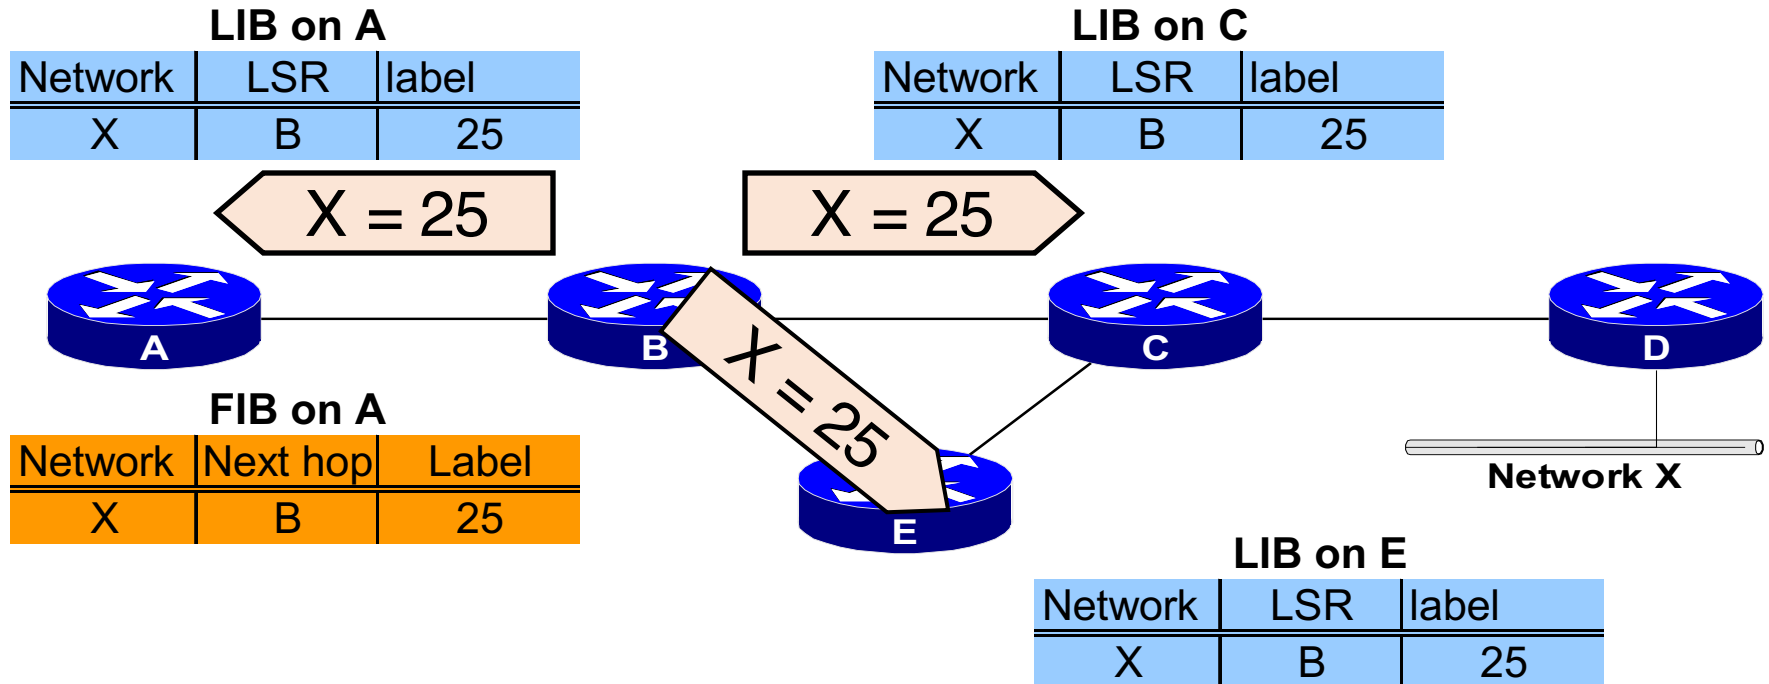 LIB on A
Network LSR label
X B 25
LIB on C
Network LSR label
X B 25
X = 25
X = 25
A
B
C
D
X = 25
FIB on A
Network Next hop Label
X B 25
E
Network X
LIB on E
Network LSR label
X B 25